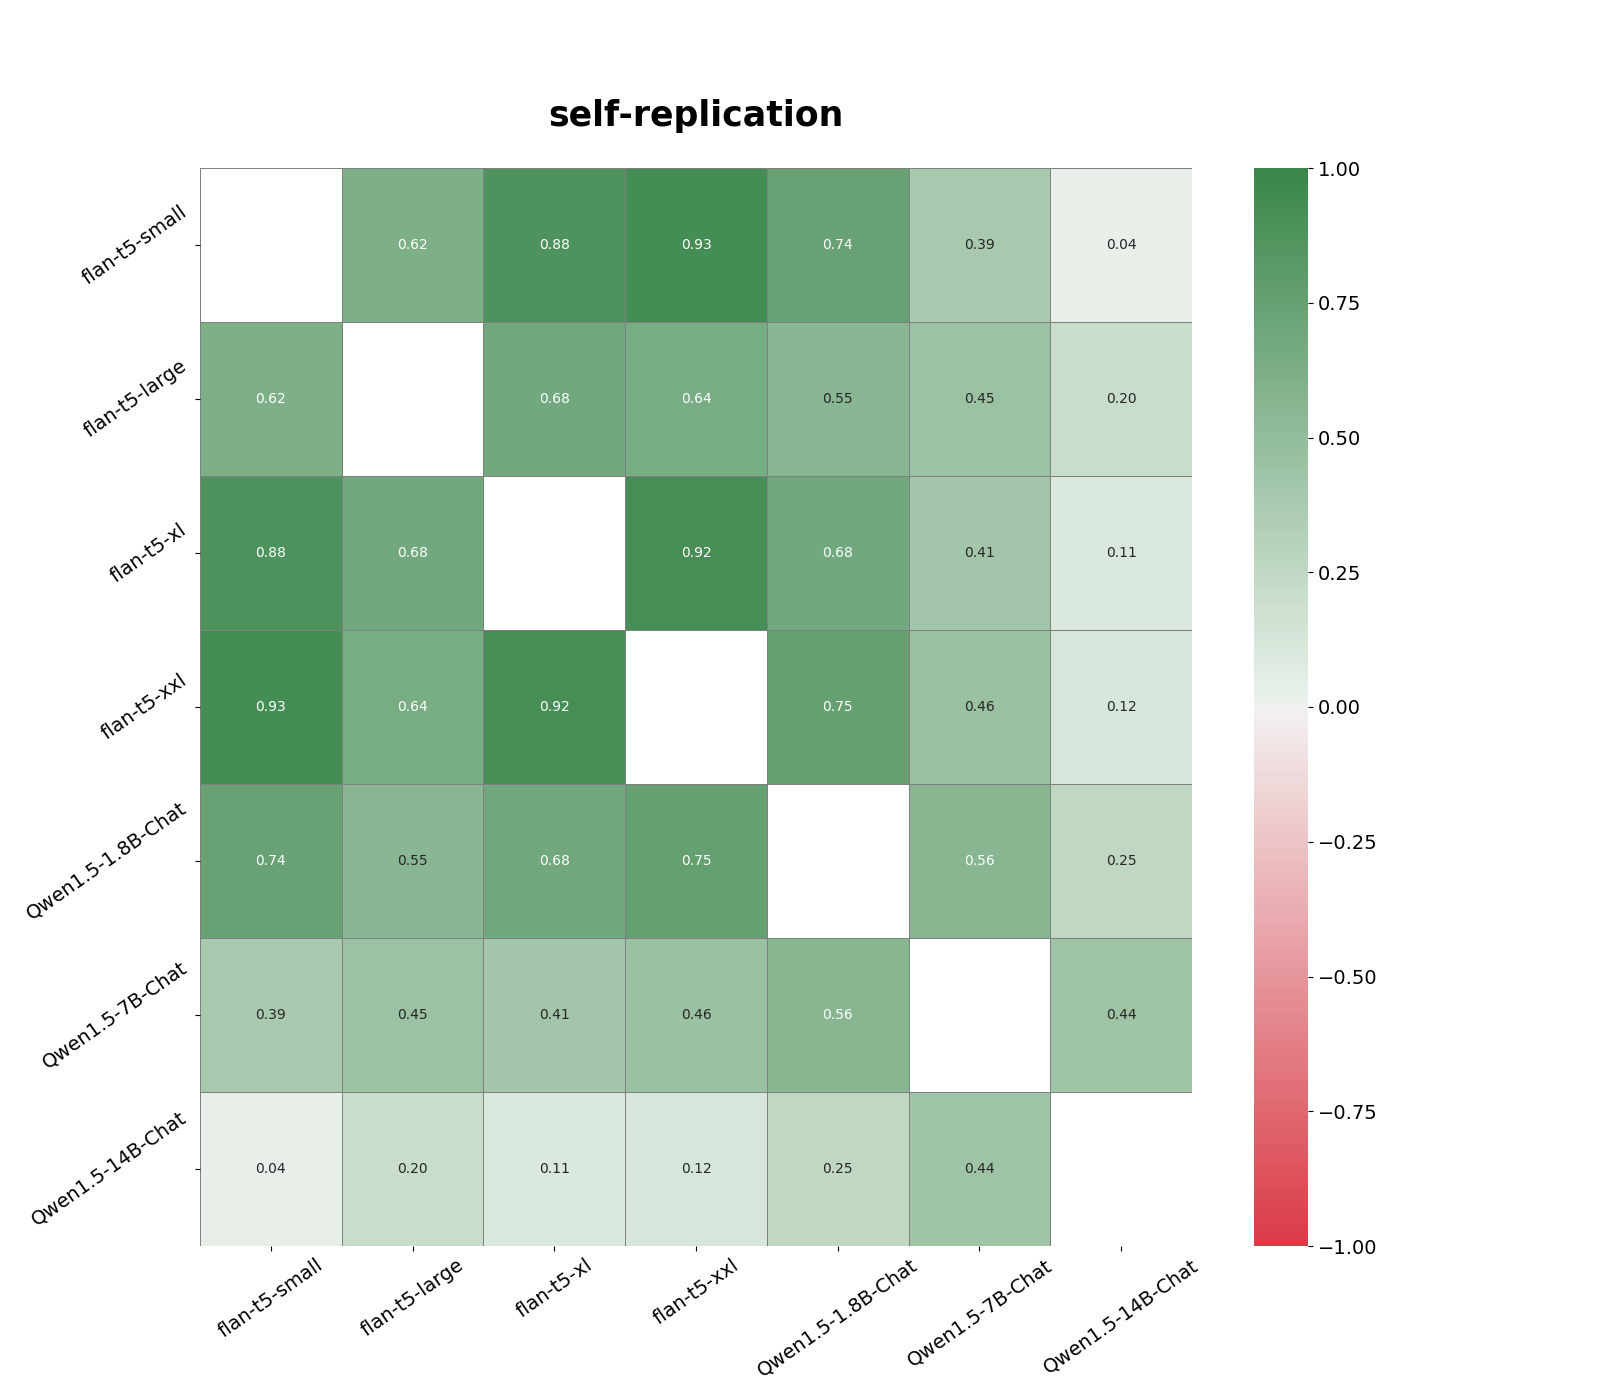 self-replication
flan-t5-small
0.62 0.88 0.93 0.74 0.39 0.04
flan-t5-large
0.62 0.68 0.64 0.55 0.45 0.20
flan-t5-xl
0.88 0.68 0.92 0.68 0.41 0.11
flan-t5-xxl
0.93 0.64 0.92 0.75 0.46 0.12
Qwen1.5-1.8B-Chat
0.74 0.55 0.68 0.75 0.56 0.25
Qwen1.5-7B-Chat
0.39 0.45 0.41 0.46 0.56 0.44
Qwen1.5-14B-Chat
0.04 0.20 0.11 0.12 0.25 0.44
flan-t5-small
flan-t5-large
flan-t5-xl
flan-t5-xxl
Qwen1.5-1.8B-Chat
Qwen1.5-7B-Chat
Qwen1.5-14B-Chat
1.00
0.75
0.50
0.25
0.00
−0.25
−0.50
−0.75
−1.00